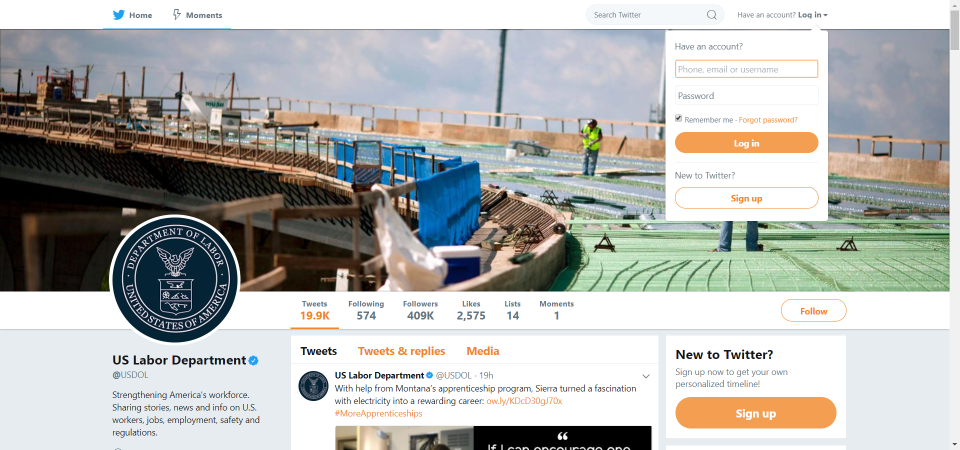 Home
Moments
Search Twitter
Have an account? Log in
Have an account?
Phone, email or username
Password
Remember me · Forgot password?
Log in
New to Twitter?
Sign up
DEPARTMENT OF LABOR
UNITED STATES OF AMERICA
Tweets
19.9K
Following
574
Followers
409K
Likes
2,575
Lists
14
Moments
1
Follow
US Labor Department
@USDOL
Strengthening America's workforce.
Sharing stories, news and info on U.S.
workers, jobs, employment, safety and
regulations.
Tweets
Tweets & replies
Media
US Labor Department @USDOL · 19h
With help from Montana's apprenticeship program, Sierra turned a fascination
with electricity into a rewarding career: ow.ly/KDcD30gJ70x
#MoreApprenticeships
“
If I can encourage one
New to Twitter?
Sign up now to get your own
personalized timeline!
Sign up